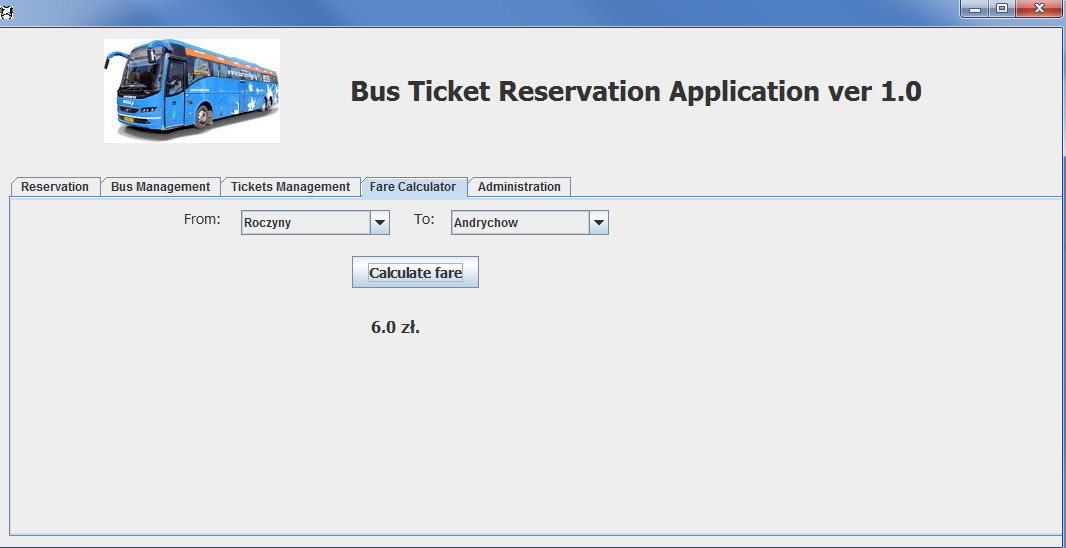 Bus Ticket Reservation Application ver 1.0
Reservation Bus Management Tickets Management Fare Calculator Administration
From: Roczyny To: Andrychow
Calculate fare
6.0 zł.